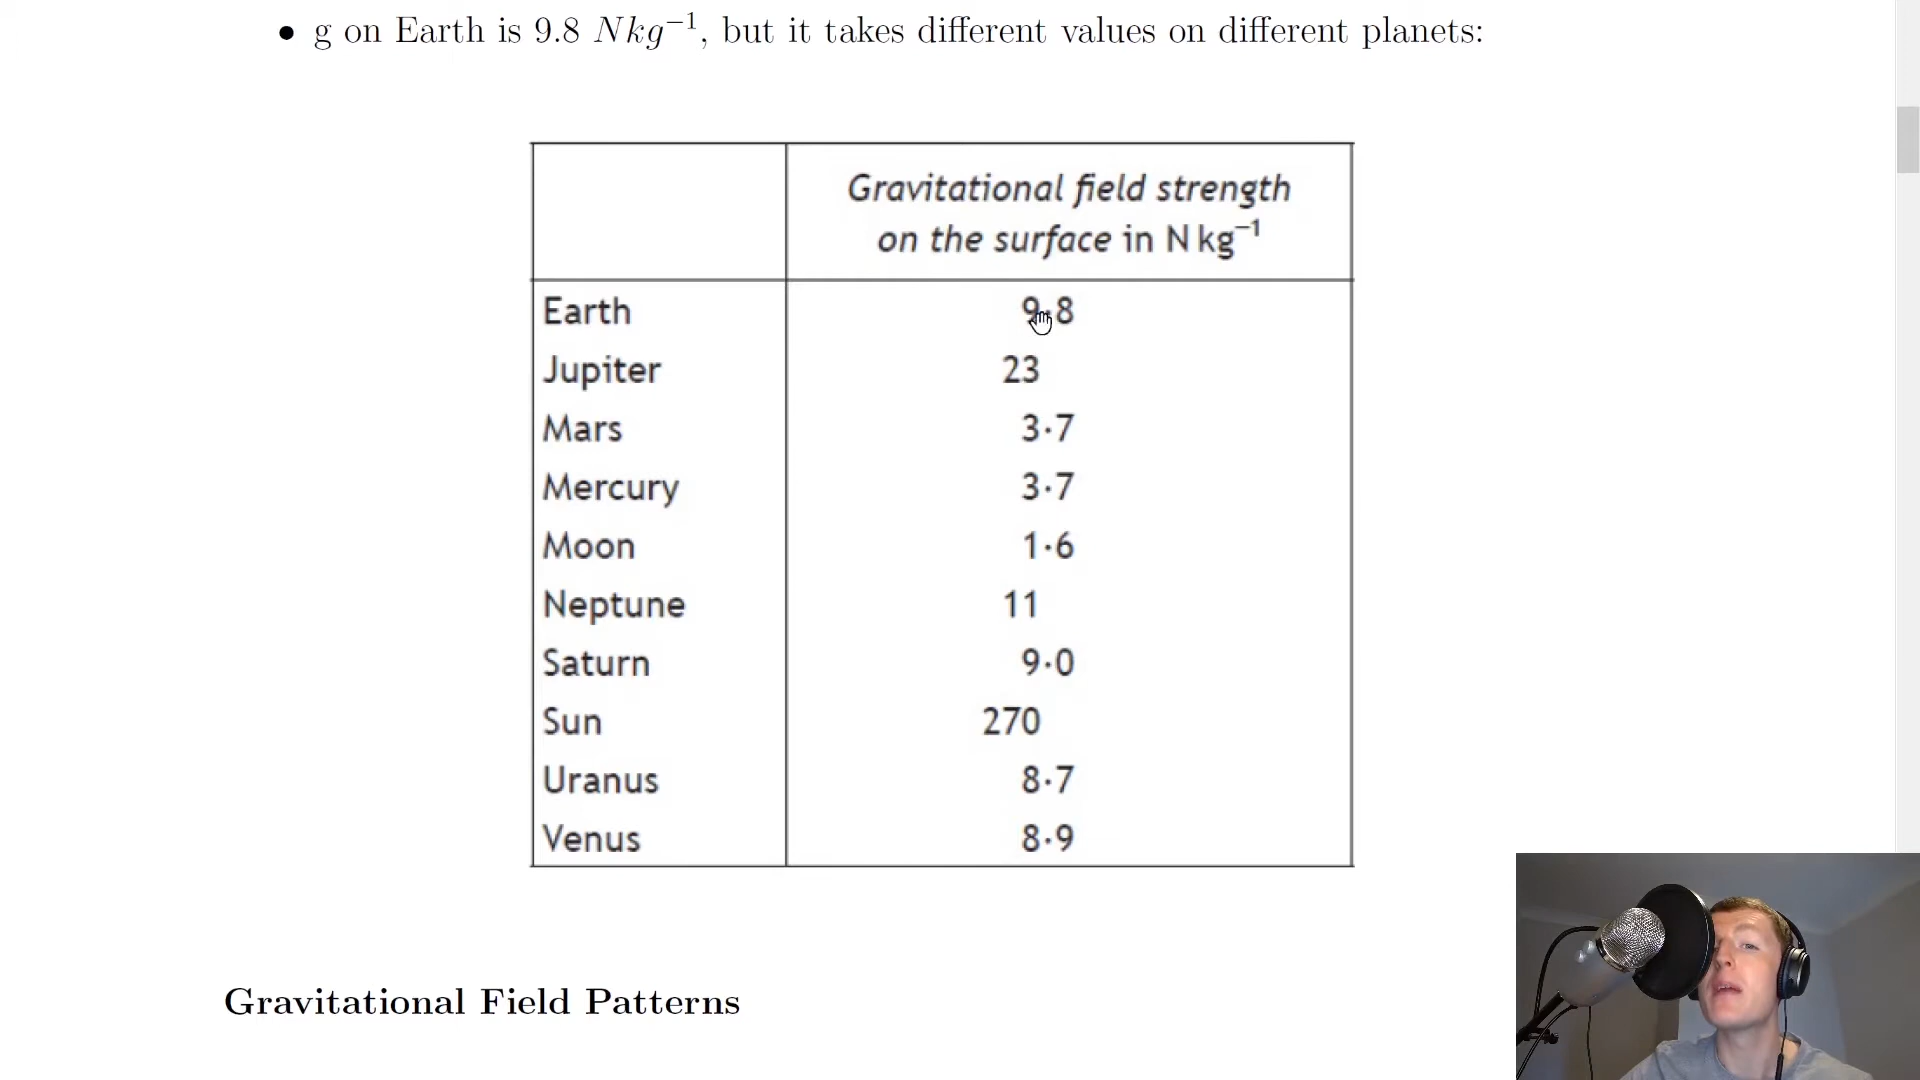 • g on Earth is 9.8 Nkg⁻¹, but it takes different values on different planets:
Gravitational field strength
on the surface in N kg⁻¹
Earth 9·8
Jupiter 23
Mars 3·7
Mercury 3·7
Moon 1·6
Neptune 11
Saturn 9·0
Sun 270
Uranus 8·7
Venus 8·9
Gravitational Field Patterns